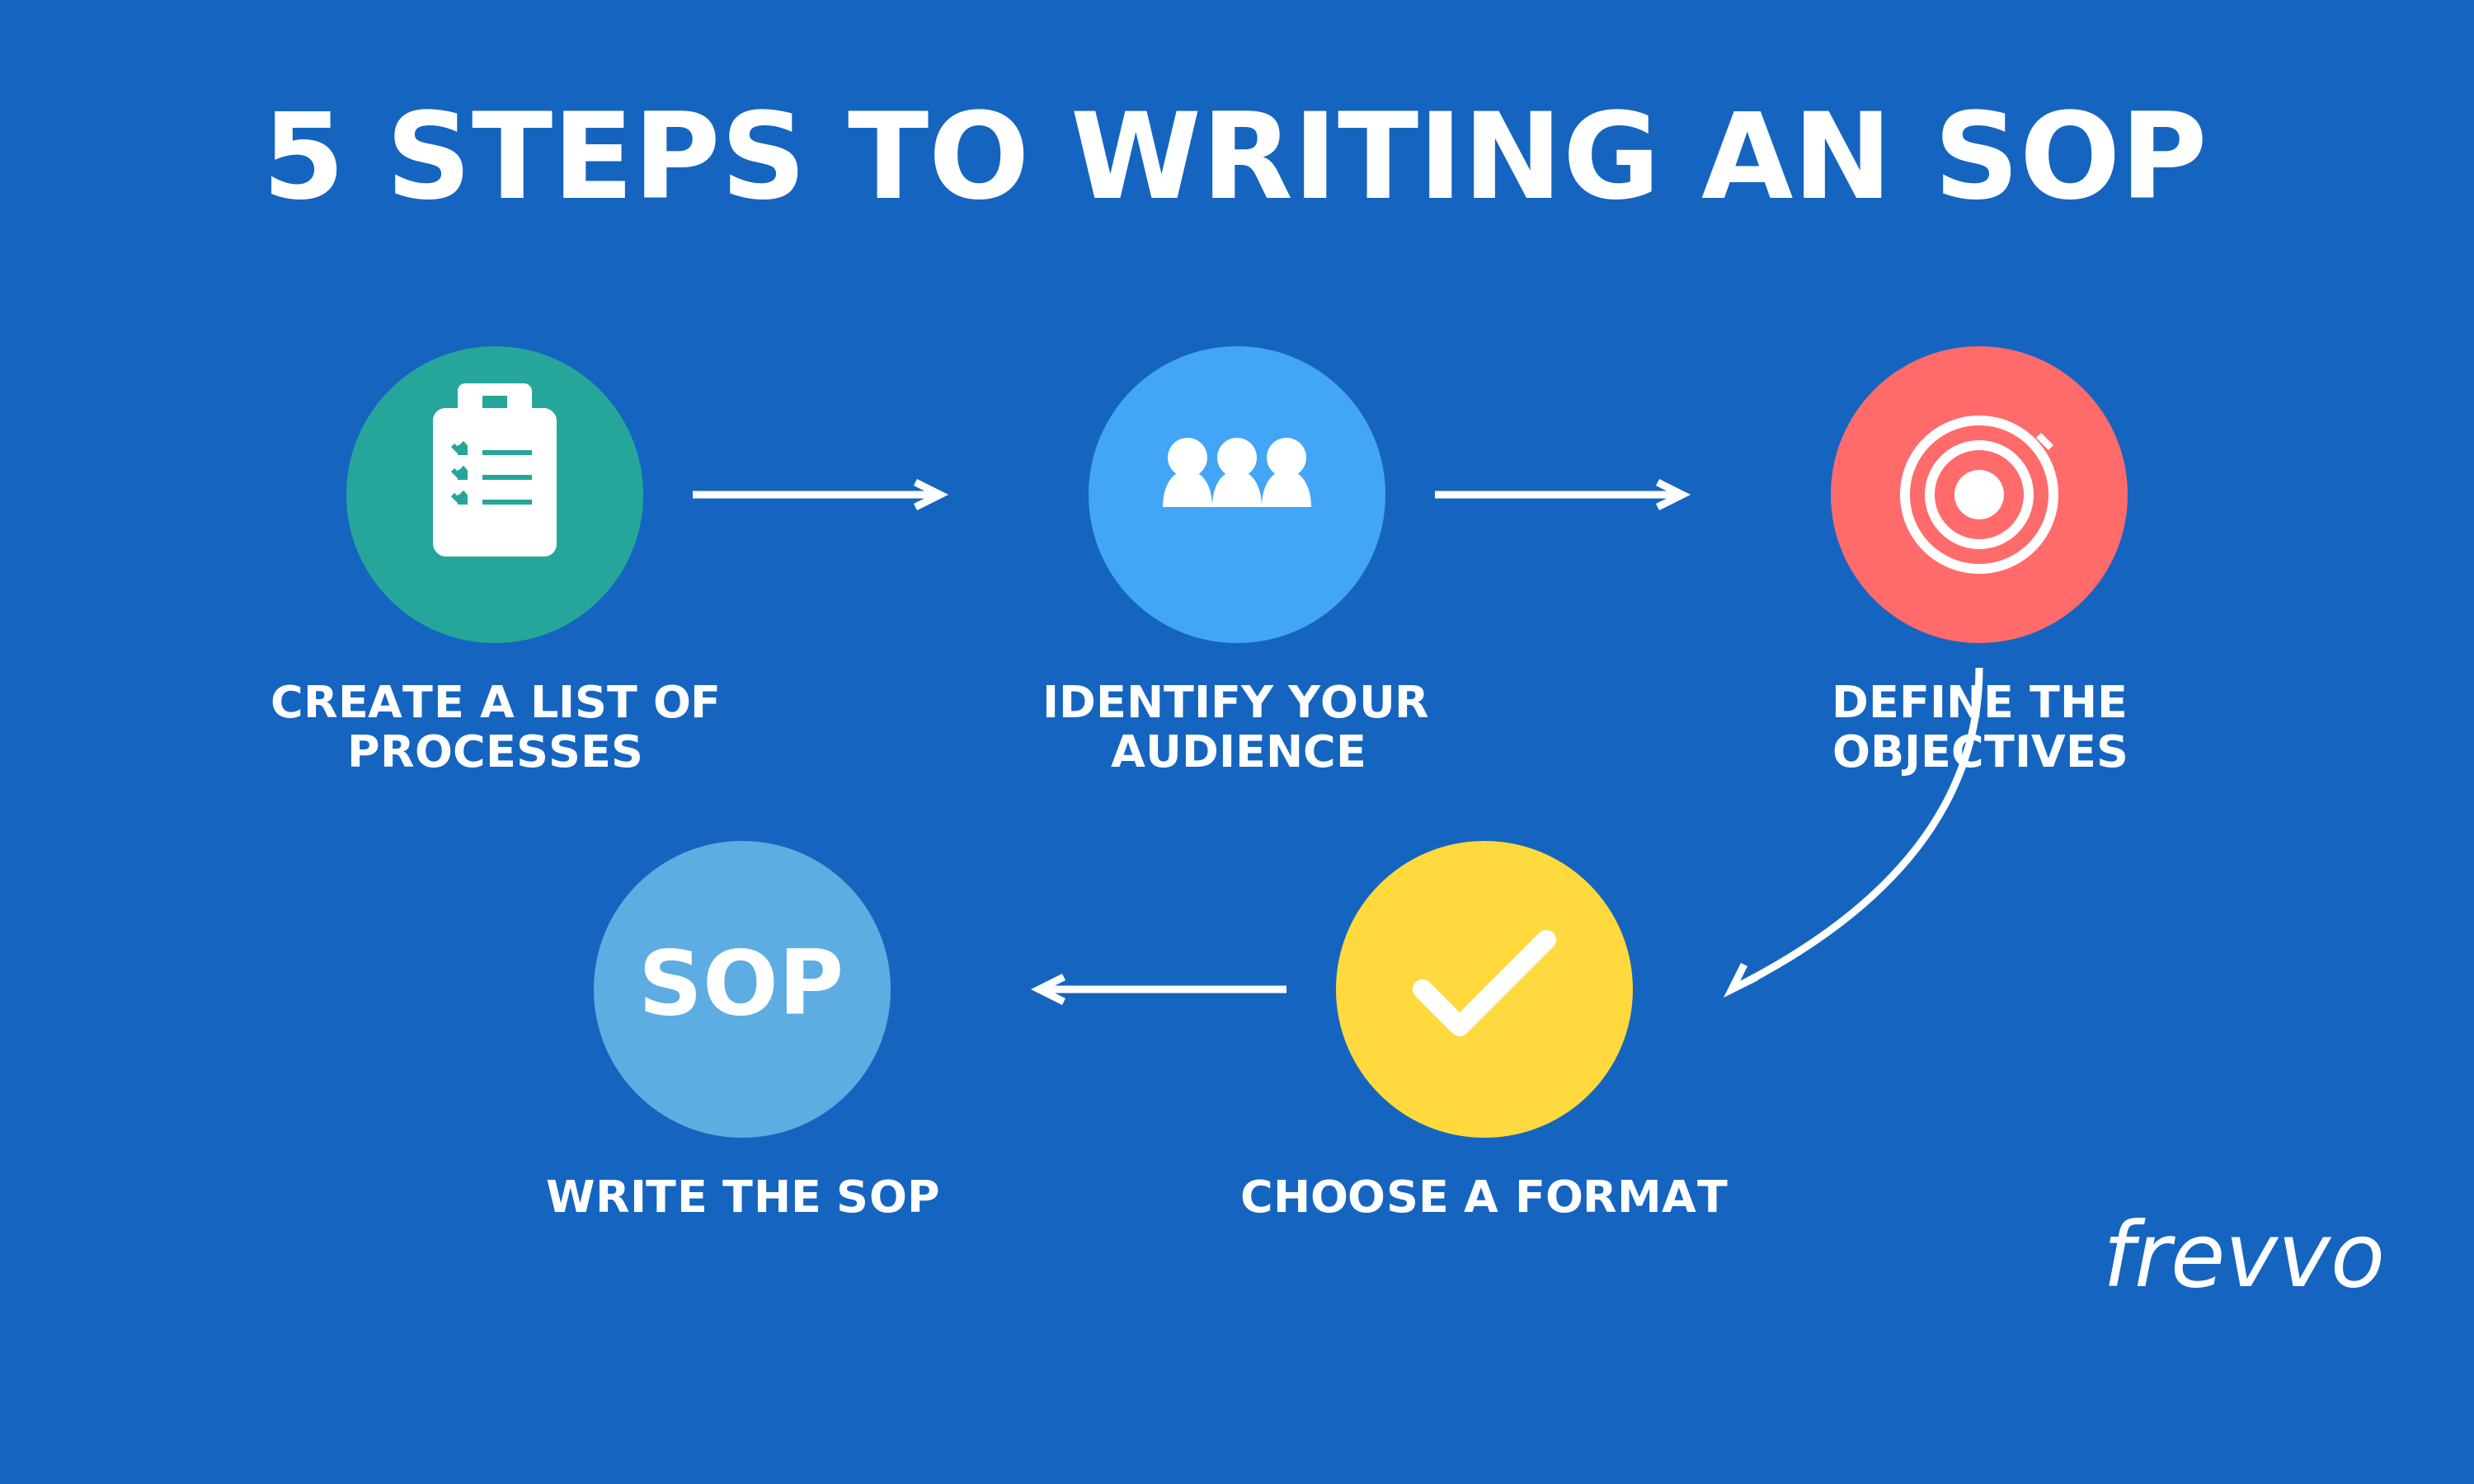 5 STEPS TO WRITING AN SOP
CREATE A LIST OF
PROCESSES
IDENTIFY YOUR
AUDIENCE
DEFINE THE
OBJECTIVES
SOP
WRITE THE SOP
CHOOSE A FORMAT
frevvo